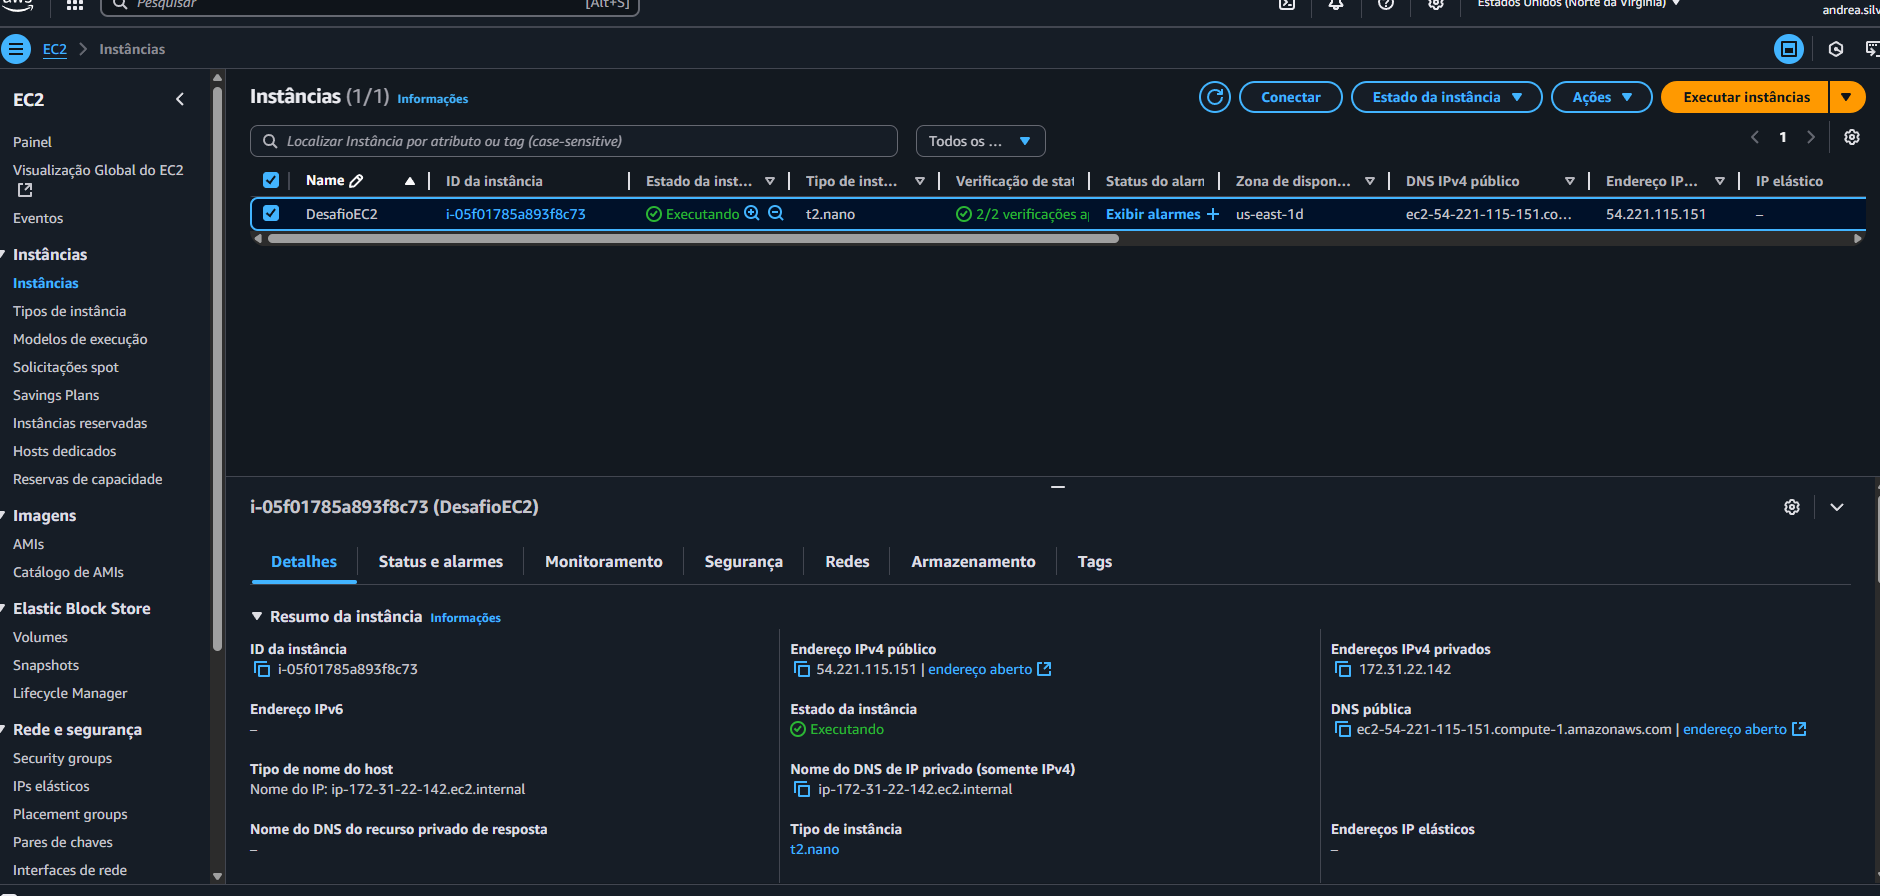 aws
Pesquisar [Alt+S]
Estados Unidos (Norte da Virgínia)
andrea.silv
EC2 Instâncias
EC2
Painel
Visualização Global do EC2
Eventos
Instâncias
Instâncias
Tipos de instância
Modelos de execução
Solicitações spot
Savings Plans
Instâncias reservadas
Hosts dedicados
Reservas de capacidade
Imagens
AMIs
Catálogo de AMIs
Elastic Block Store
Volumes
Snapshots
Lifecycle Manager
Rede e segurança
Security groups
IPs elásticos
Placement groups
Pares de chaves
Interfaces de rede
Instâncias (1/1) Informações
Conectar Estado da instância Ações Executar instâncias
Localizar Instância por atributo ou tag (case-sensitive) Todos os ... 1
Name ID da instância Estado da inst... Tipo de inst... Verificação de stat Status do alarm Zona de dispon... DNS IPv4 público Endereço IP... IP elástico
DesafioEC2 i-05f01785a893f8c73 Executando t2.nano 2/2 verificações a Exibir alarmes us-east-1d ec2-54-221-115-151.co... 54.221.115.151 –
i-05f01785a893f8c73 (DesafioEC2)
Detalhes Status e alarmes Monitoramento Segurança Redes Armazenamento Tags
Resumo da instância Informações
ID da instância
i-05f01785a893f8c73
Endereço IPv4 público
54.221.115.151 | endereço aberto
Endereços IPv4 privados
172.31.22.142
Endereço IPv6
–
Estado da instância
Executando
DNS pública
ec2-54-221-115-151.compute-1.amazonaws.com | endereço aberto
Tipo de nome do host
Nome do IP: ip-172-31-22-142.ec2.internal
Nome do DNS de IP privado (somente IPv4)
ip-172-31-22-142.ec2.internal
Nome do DNS do recurso privado de resposta
–
Tipo de instância
t2.nano
Endereços IP elásticos
–